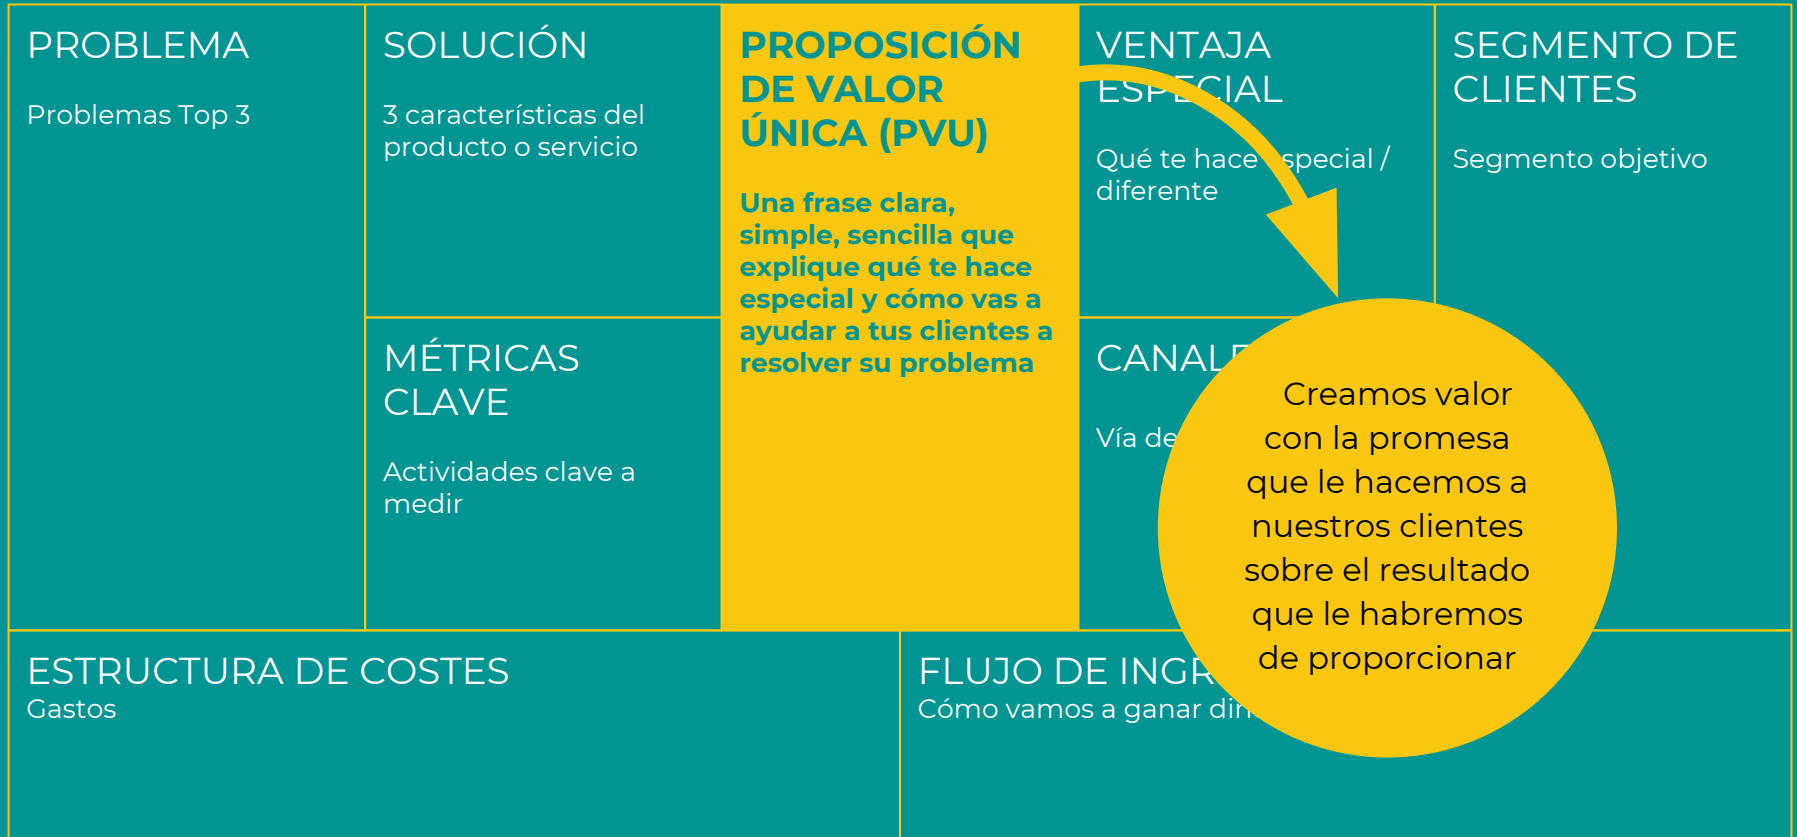 PROBLEMA
Problemas Top 3
SOLUCIÓN
3 características del
producto o servicio
MÉTRICAS
CLAVE
Actividades clave a
medir
PROPOSICIÓN
DE VALOR
ÚNICA (PVU)
Una frase clara,
simple, sencilla que
explique qué te hace
especial y cómo vas a
ayudar a tus clientes a
resolver su problema
VENTAJA
ESPECIAL
Qué te hace especial /
diferente
Vía de
SEGMENTO DE
CLIENTES
Segmento objetivo
Creamos valor
con la promesa
que le hacemos a
nuestros clientes
sobre el resultado
que le habremos
de proporcionar
ESTRUCTURA DE COSTES
Gastos
FLUJO DE
Cómo vamos a ganar